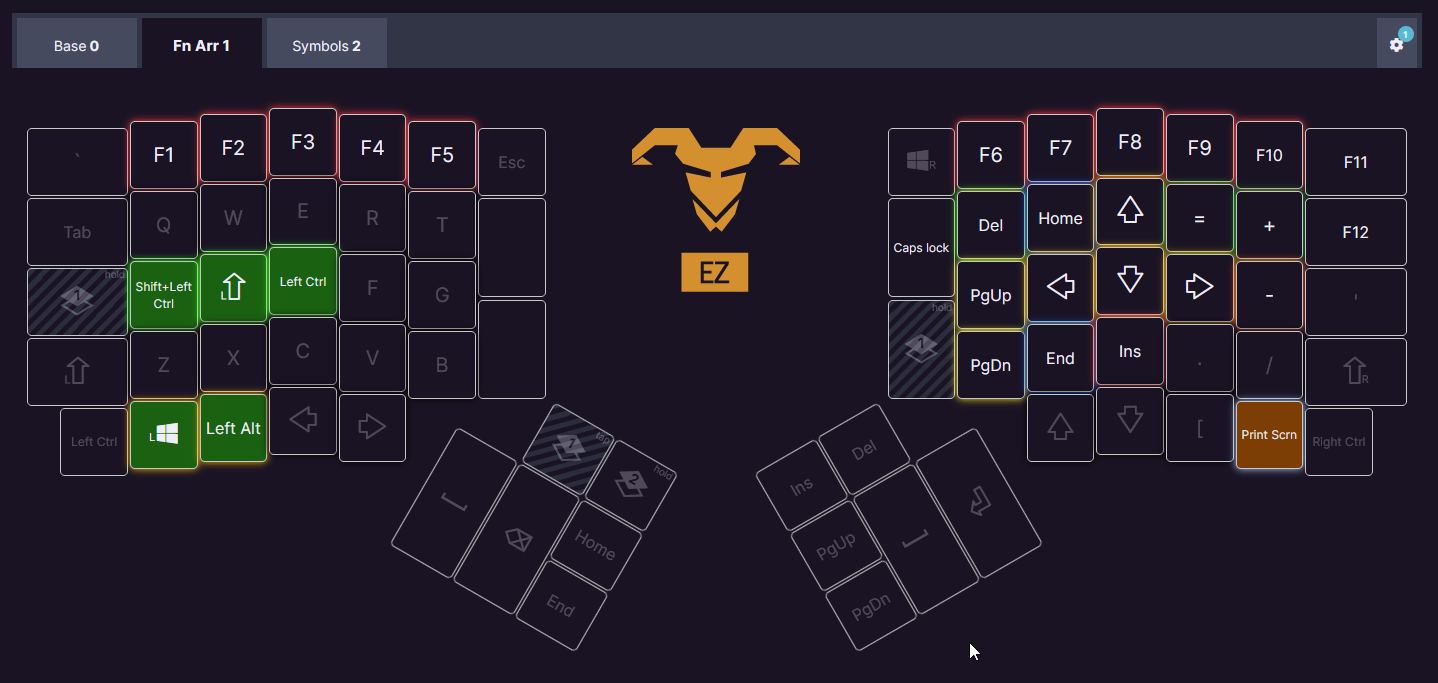 Base 0
Fn Arr 1
Symbols 2
1
`
F1
F2
F3
F4
F5
Esc
R
F6
F7
F8
F9
F10
F11
Tab
Q
W
E
R
T
Caps lock
Del
Home
=
+
F12
hold
1
Shift+Left
Ctrl
L
Left Ctrl
F
G
PgUp
-
'
L
Z
X
C
V
B
hold
1
PgDn
End
Ins
.
/
R
Left Ctrl
L
Left Alt
[
Print Scrn
Right Ctrl
1
tap
2
hold
Home
End
Ins
Del
PgUp
PgDn
EZ